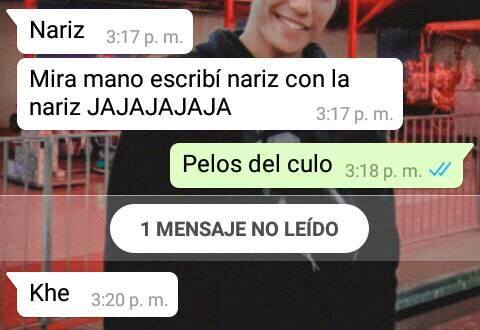 Nariz 3:17 p. m.
Mira mano escribí nariz con la
nariz JAJAJAJAJA 3:17 p. m.
Pelos del culo 3:18 p. m.
1 MENSAJE NO LEÍDO
Khe 3:20 p. m.